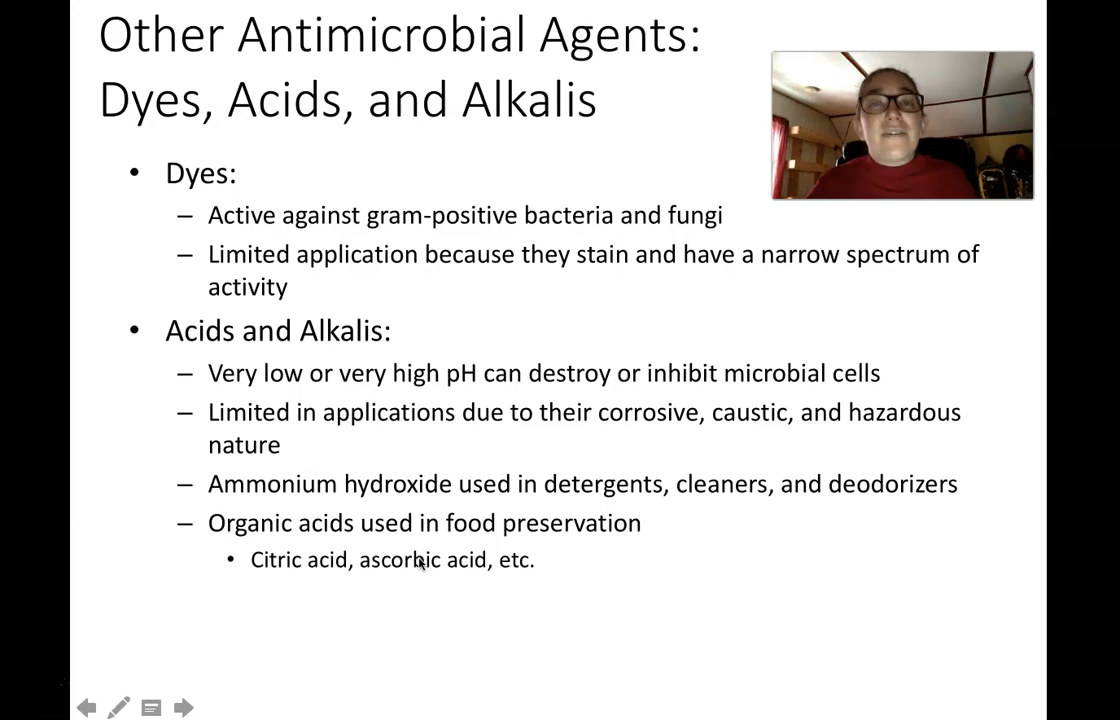 Other Antimicrobial Agents:
Dyes, Acids, and Alkalis
• Dyes:
– Active against gram-positive bacteria and fungi
– Limited application because they stain and have a narrow spectrum of
activity
• Acids and Alkalis:
– Very low or very high pH can destroy or inhibit microbial cells
– Limited in applications due to their corrosive, caustic, and hazardous
nature
– Ammonium hydroxide used in detergents, cleaners, and deodorizers
– Organic acids used in food preservation
• Citric acid, ascorbic acid, etc.